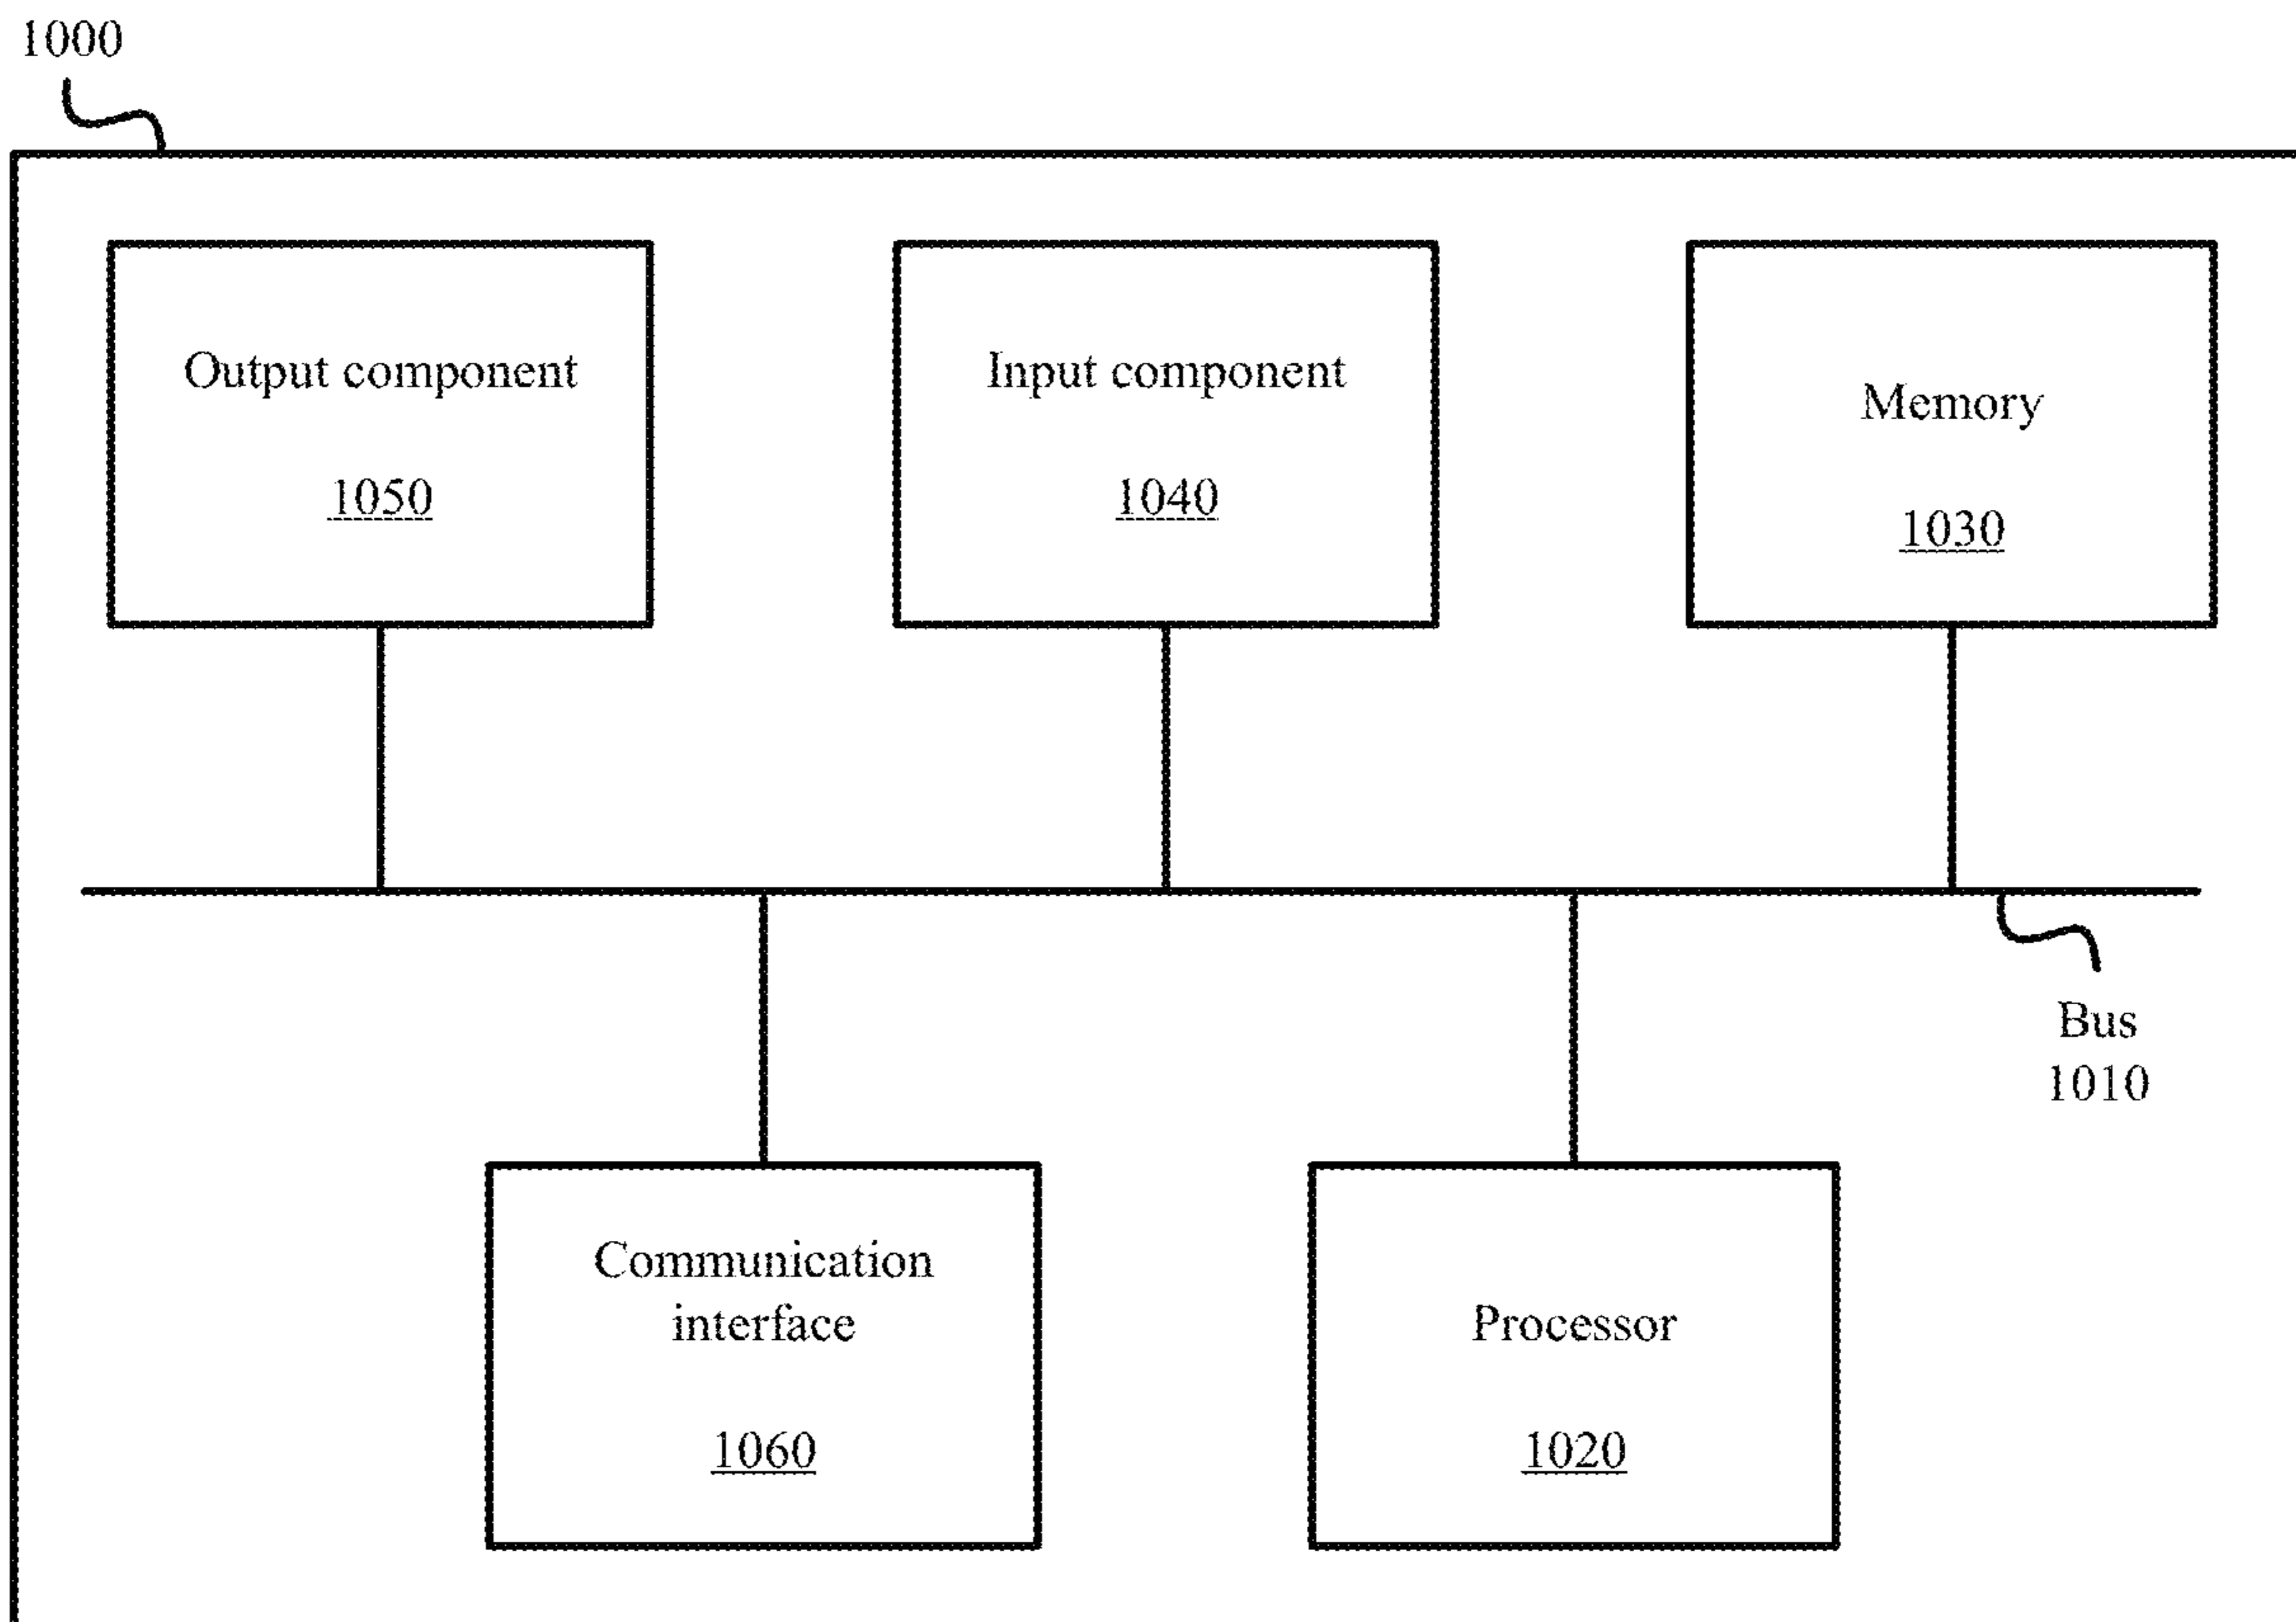 1000
Output component
1050
Input component
1040
Memory
1030
Bus
1010
Communication
interface
1060
Processor
1020